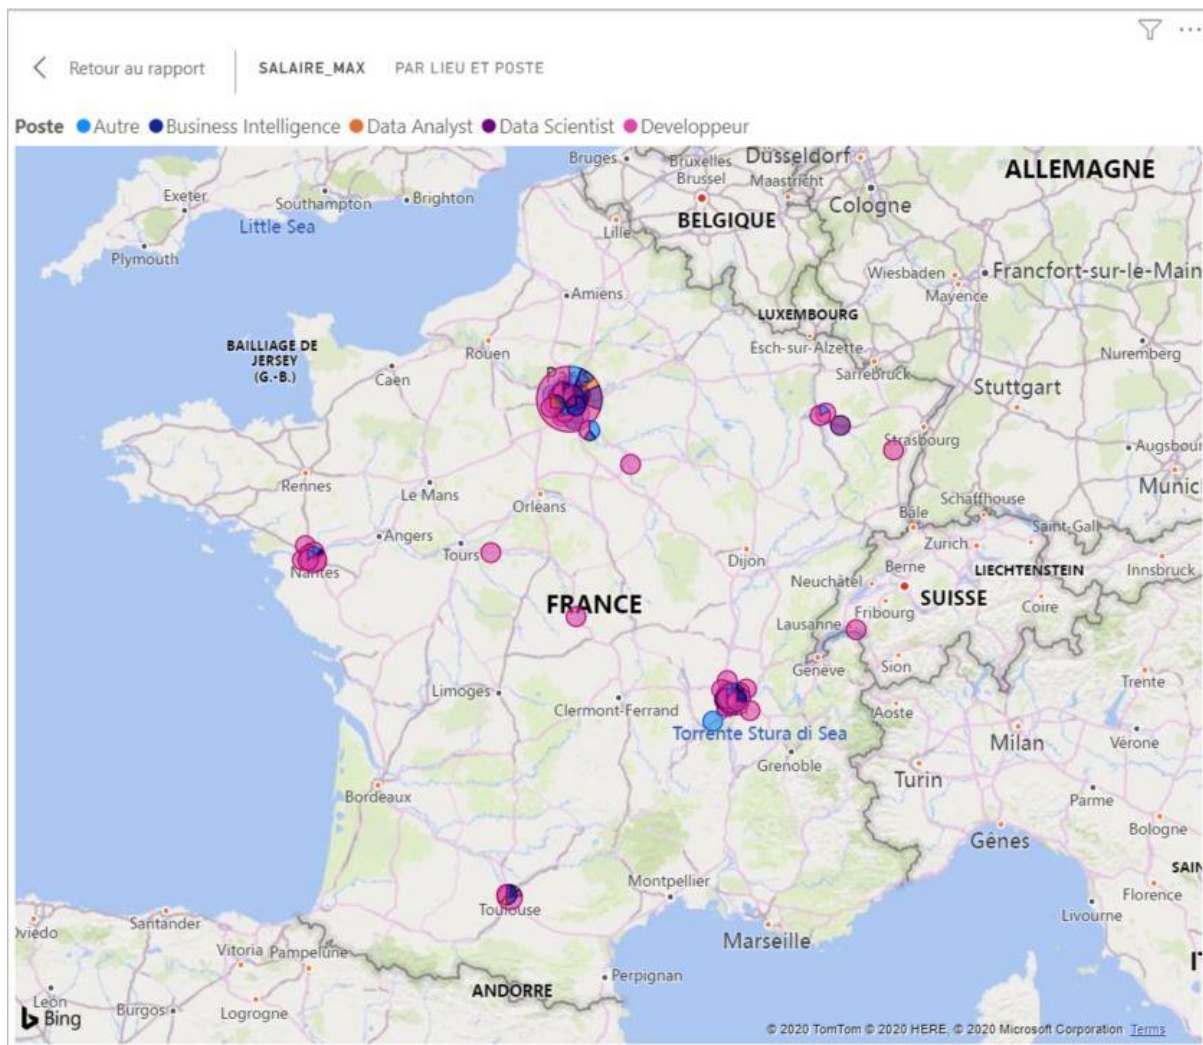 Retour au rapport SALAIRE_MAX PAR LIEU ET POSTE
Poste Autre Business Intelligence Data Analyst Data Scientist Developpeur
Bruges
Bruxelles
Brussel
Düsseldorf
Maastricht
ALLEMAGNE
Exeter
Southampton
Brighton
Cologne
BELGIQUE
Little Sea
Lille
Plymouth
Wiesbaden
Francfort-sur-le-Main
Mayence
Amiens
LUXEMBOURG
BAILLIAGE DE
JERSEY
(G.-B.)
Rouen
Esch-sur-Alzette
Nuremberg
Caen
Sarrebruck
Stuttgart
Strasbourg
Rennes
Le Mans
Orléans
Schaffhouse
Bâle
Saint-Gall
Angers
Tours
Zurich
Dijon
Nantes
Berne
LIECHTENSTEIN
Innsbruck
Neuchâtel
FRANCE
SUISSE
Fribourg
Coire
Lausanne
Genève
Sion
Limoges
Clermont-Ferrand
Trente
Aoste
Torrente Stura di Sea
Milan
Vérone
Grenoble
Turin
Bordeaux
Parme
Bologne
Gênes
Montpellier
Toulouse
Florence
Livourne
Santander
Marseille
Vitoria
Pampelune
Perpignan
ANDORRE
León
Burgos
Logrogne
Bing
© 2020 TomTom © 2020 HERE, © 2020 Microsoft Corporation Terms